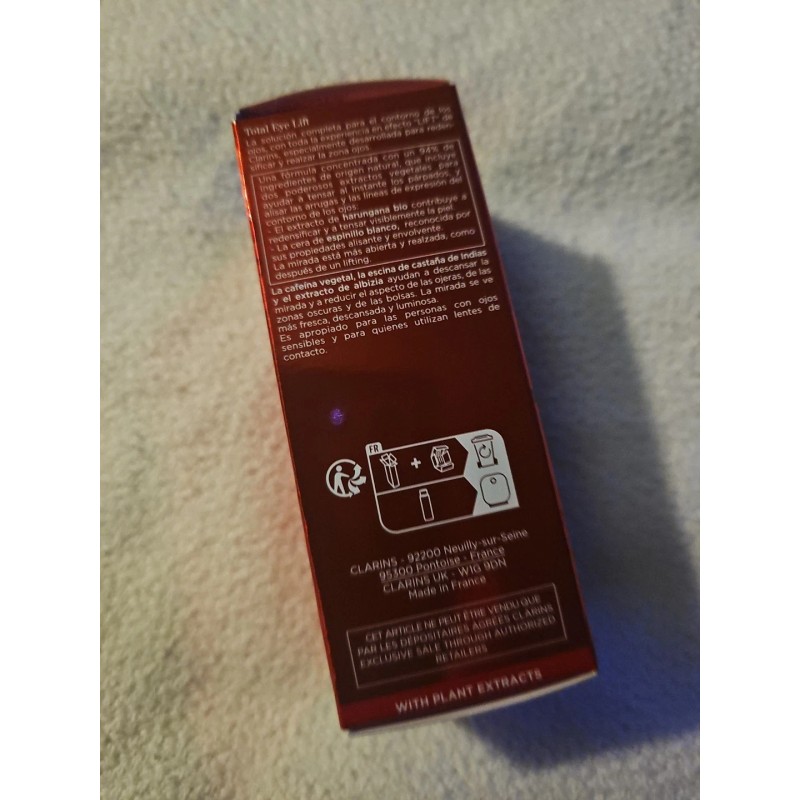 Total Eye Lift
La solución completa para el contorno de los
ojos, con toda la experiencia en efecto "LIFT" de
Clarins, especialmente desarrollada para reden-
sificar y realzar la zona ojos.
Una fórmula concentrada con un 94% de
ingredientes de origen natural, que incluye
dos poderosos extractos vegetales para
ayudar a tensar al instante los párpados, y
alisar las arrugas y las líneas de expresión del
contorno de los ojos.
- El extracto de harungana bio contribuye a
redensificar y a tensar visiblemente la piel.
- La cera de espinillo blanco, reconocida por
sus propiedades alisante y envolvente.
La mirada está más abierta y realzada, como
después de un lifting.
La cafeína vegetal, la escina de castaña de Indias
y el extracto de albizia ayudan a descansar la
mirada y a reducir el aspecto de las ojeras, de las
zonas oscuras y de las bolsas. La mirada se ve
más fresca, descansada y luminosa.
Es apropiado para las personas con ojos
sensibles y para quienes utilizan lentes de
contacto.
FR
+
CLARINS - 92200 Neuilly-sur-Seine
95300 Pontoise - France
CLARINS UK - W1G 9DN
Made in France
CET ARTICLE NE PEUT ÊTRE VENDU QUE
PAR LES DÉPOSITAIRES AGRÉÉS CLARINS
EXCLUSIVE SALE THROUGH AUTHORIZED
RETAILERS
WITH PLANT EXTRACTS